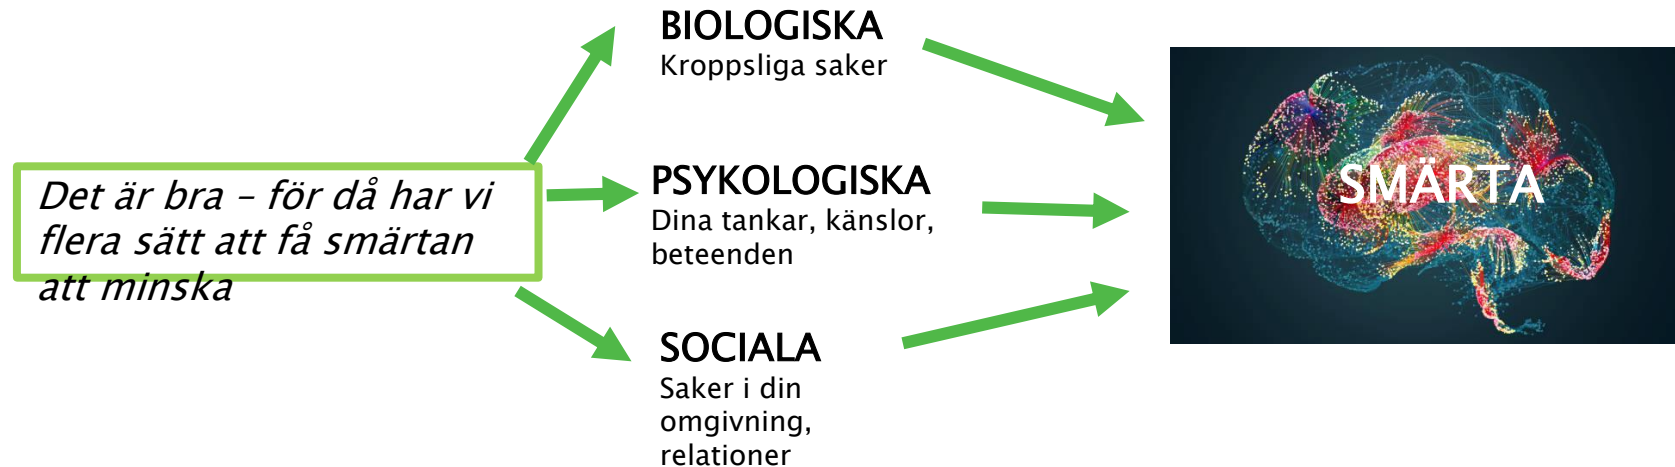 Det är bra – för då har vi
flera sätt att få smärtan
att minska
BIOLOGISKA
Kroppsliga saker
PSYKOLOGISKA
Dina tankar, känslor,
beteenden
SOCIALA
Saker i din
omgivning,
relationer
SMÄRTA